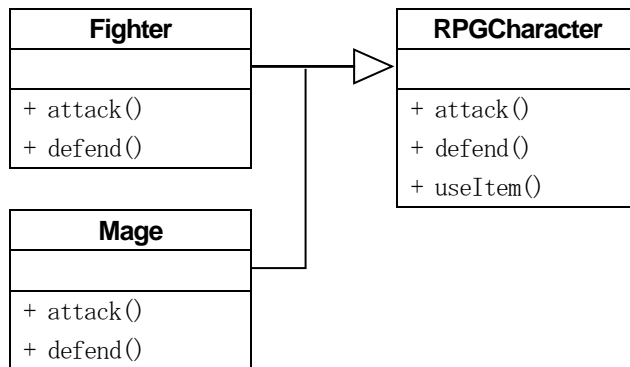 Fighter
+ attack()
+ defend()
RPGCharacter
+ attack()
+ defend()
+ useItem()
Mage
+ attack()
+ defend()